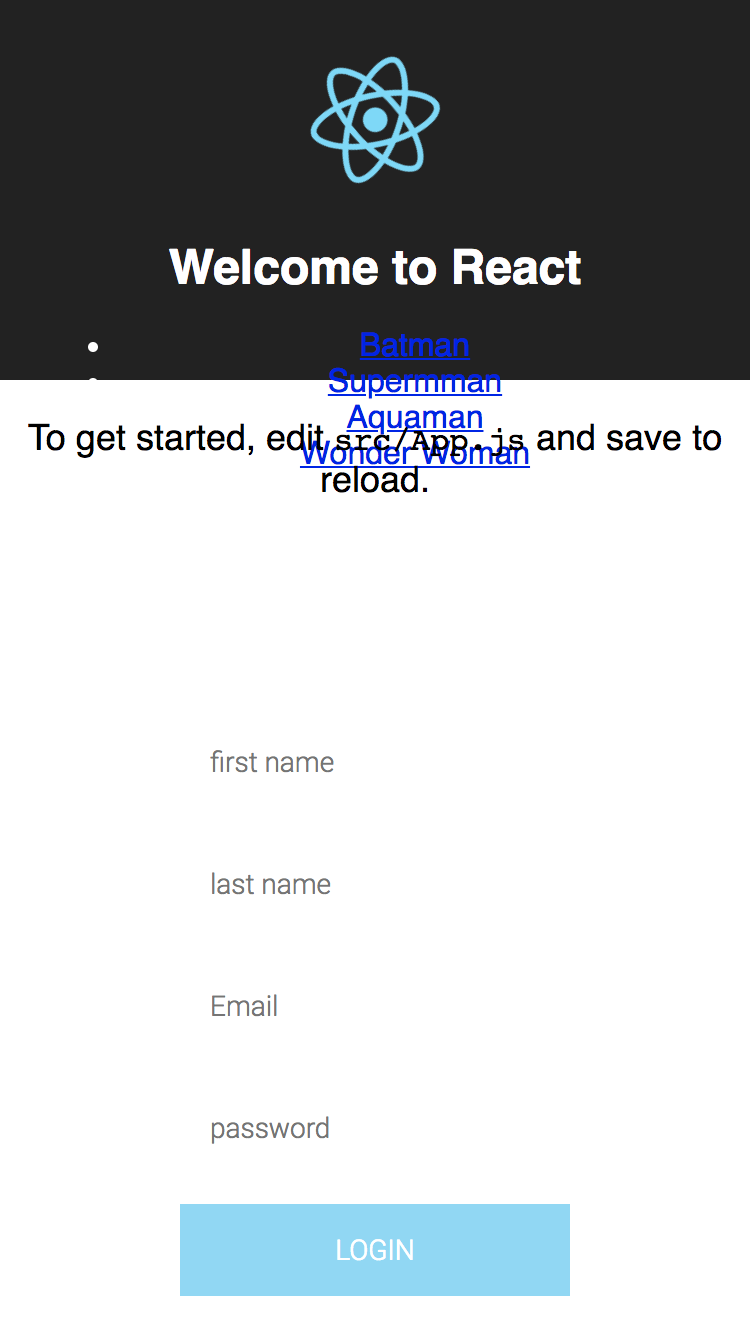 Welcome to React
Batman
Supermman
Aquaman
To get started, edit src/App.js and save to
Wonder Woman
reload.
first name
last name
Email
password
LOGIN